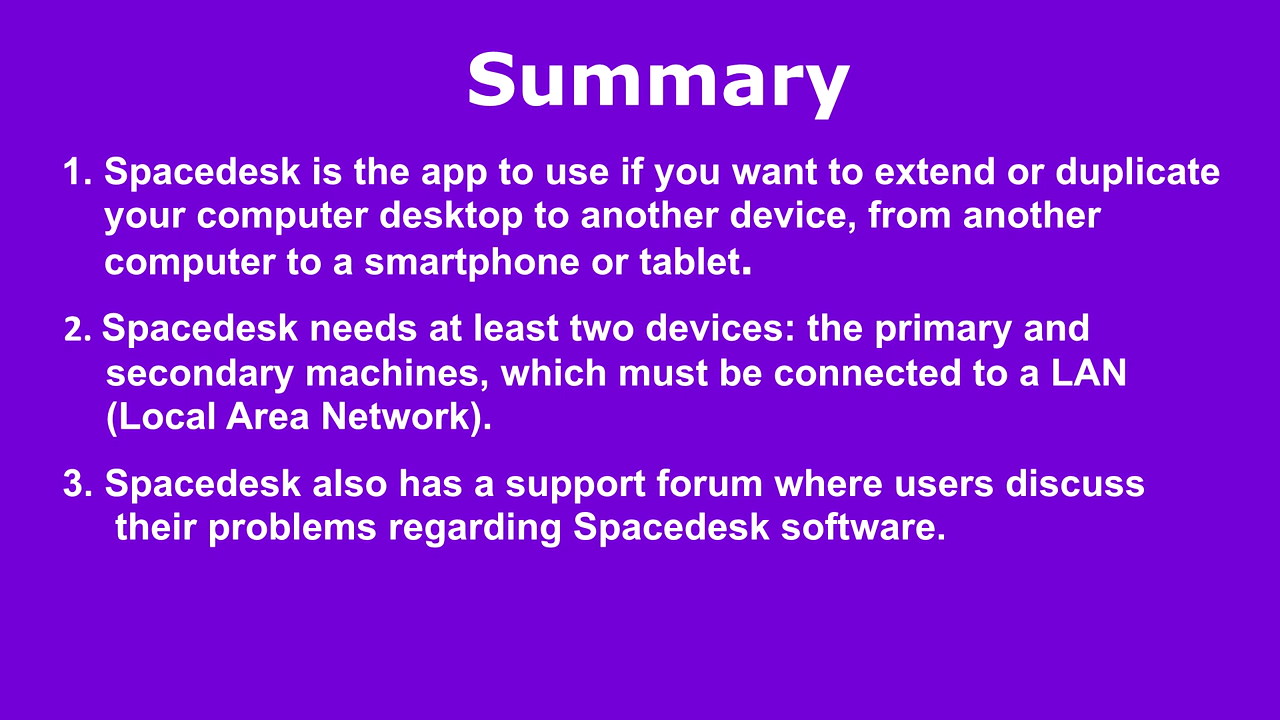 Summary
1. Spacedesk is the app to use if you want to extend or duplicate
your computer desktop to another device, from another
computer to a smartphone or tablet.
2. Spacedesk needs at least two devices: the primary and
secondary machines, which must be connected to a LAN
(Local Area Network).
3. Spacedesk also has a support forum where users discuss
their problems regarding Spacedesk software.